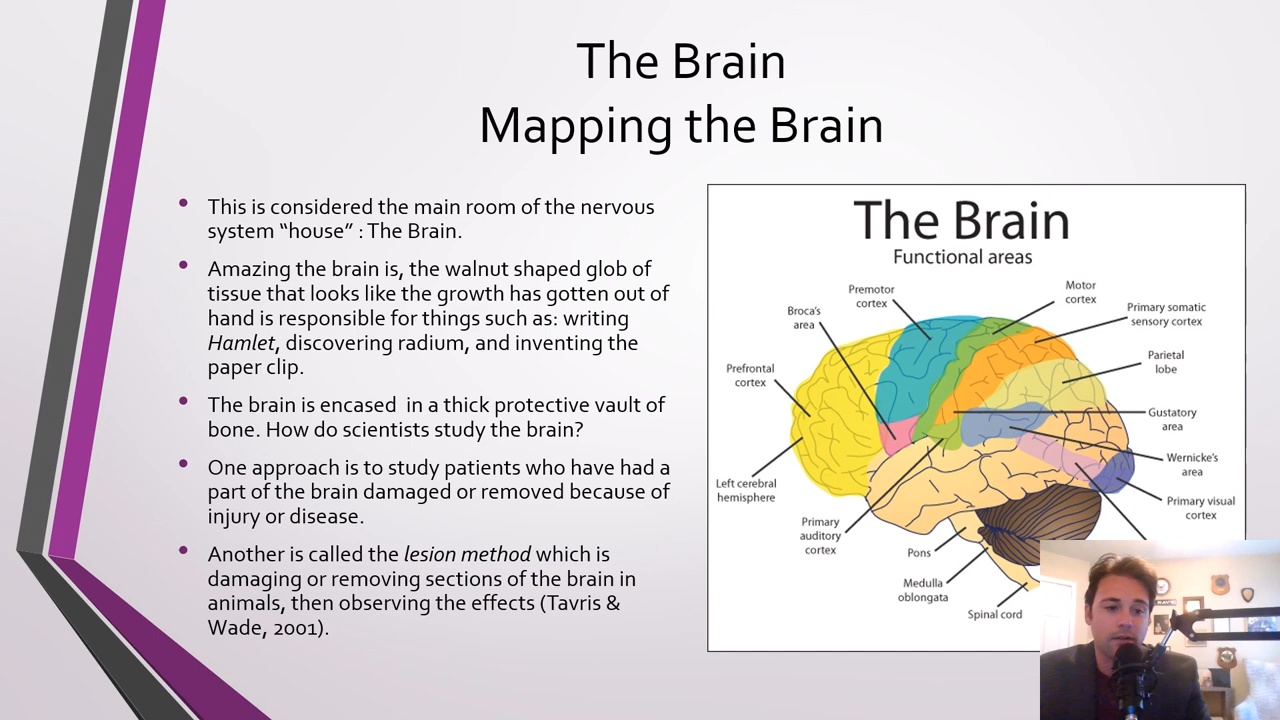 The Brain
Mapping the Brain
• This is considered the main room of the nervous
system “house” : The Brain.
• Amazing the brain is, the walnut shaped glob of
tissue that looks like the growth has gotten out of
hand is responsible for things such as: writing
Hamlet, discovering radium, and inventing the
paper clip.
• The brain is encased in a thick protective vault of
bone. How do scientists study the brain?
• One approach is to study patients who have had a
part of the brain damaged or removed because of
injury or disease.
• Another is called the lesion method which is
damaging or removing sections of the brain in
animals, then observing the effects (Tavris &
Wade, 2001).
The Brain
Functional areas
Premotor
cortex
Motor
cortex
Broca's
area
Primary somatic
sensory cortex
Parietal
lobe
Prefrontal
cortex
Gustatory
area
Wernicke's
area
Left cerebral
hemisphere
Primary visual
cortex
Primary
auditory
cortex
Pons
Medulla
oblongata
Spinal cord